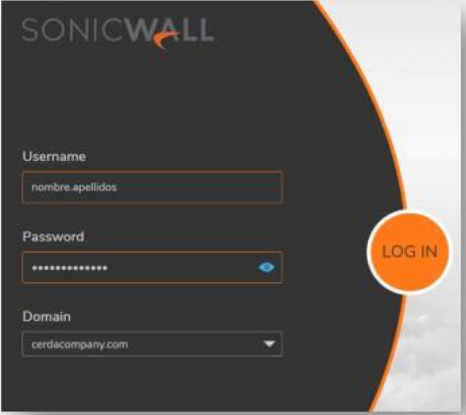 SONICWALL
Username
nombre.apellidos
Password
•••••••••••••
LOG IN
Domain
cerdacompany.com